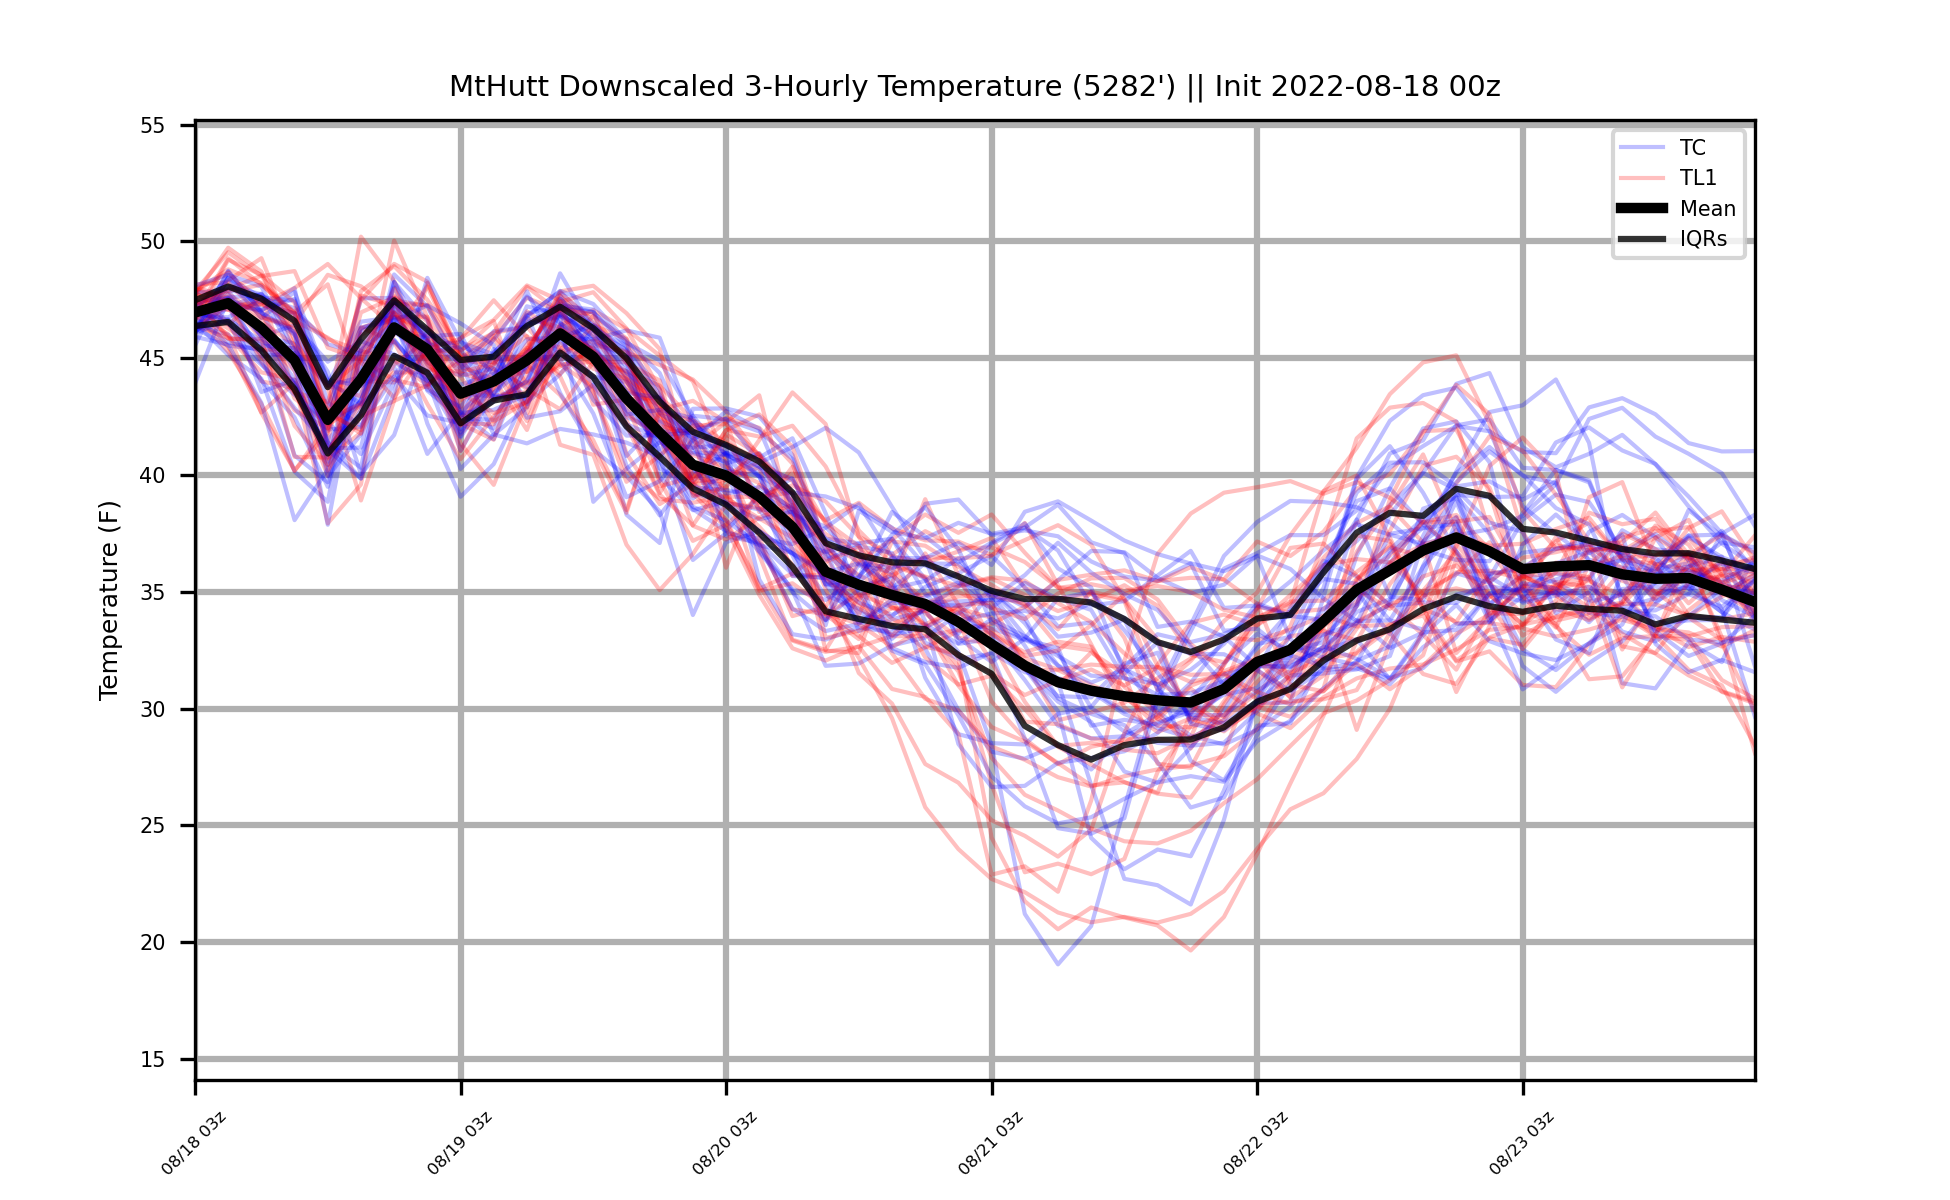 MtHutt Downscaled 3-Hourly Temperature (5282') || Init 2022-08-18 00z
55
50
45
40
35
30
25
20
15
Temperature (F)
TC
TL1
Mean
IQRs
08/18 03z
08/19 03z
08/20 03z
08/21 03z
08/22 03z
08/23 03z